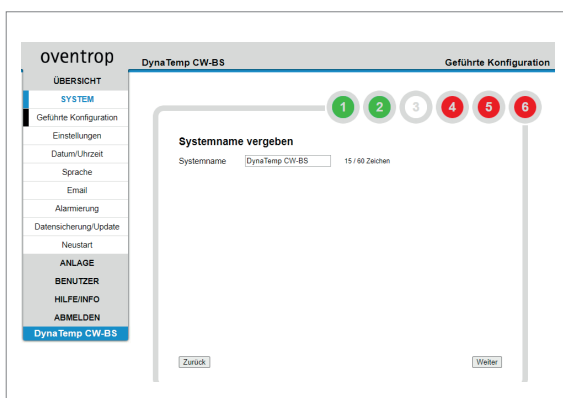 oventrop
DynaTemp CW-BS
Geführte Konfiguration
ÜBERSICHT
SYSTEM
Geführte Konfiguration
Einstellungen
Datum/Uhrzeit
Sprache
Email
Alarmierung
Datensicherung/Update
Neustart
ANLAGE
BENUTZER
HILFE/INFO
ABMELDEN
DynaTemp CW-BS
1 2 3 4 5 6
Systemname vergeben
Systemname DynaTemp CW-BS 15 / 60 Zeichen
Zurück Weiter